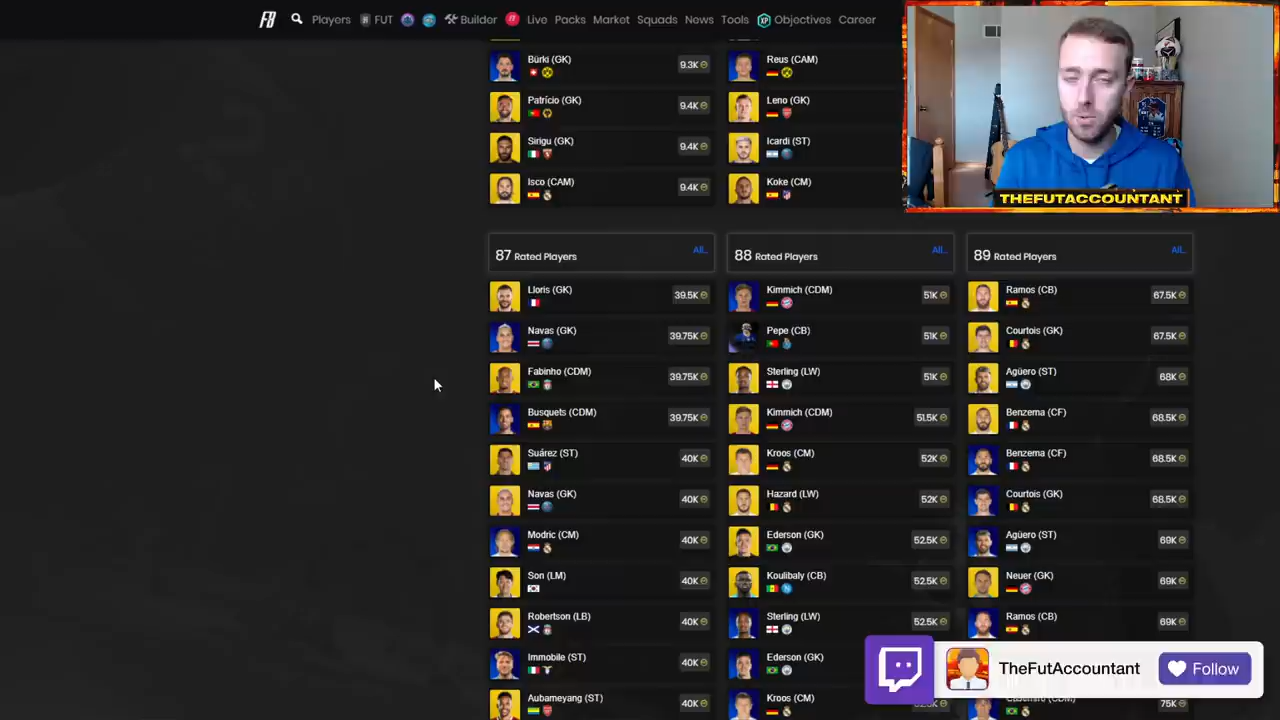 FB Players FUT Builder Live Packs Market Squads News Tools XP Objectives Career
Bürki (GK) 9.3K
Patrício (GK) 9.4K
Sirigu (GK) 9.4K
Isco (CAM) 9.4K
Reus (CAM)
Leno (GK)
Icardi (ST)
Koke (CM)
THEFUTACCOUNTANT
87 Rated Players All..
Lloris (GK) 39.5K
Navas (GK) 39.75K
Fabinho (CDM) 39.75K
Busquets (CDM) 39.75K
Suárez (ST) 40K
Navas (GK) 40K
Modric (CM) 40K
Son (LM) 40K
Robertson (LB) 40K
Immobile (ST) 40K
Aubameyang (ST) 40K
88 Rated Players All..
Kimmich (CDM) 51K
Pepe (CB) 51K
Sterling (LW) 51K
Kimmich (CDM) 51.5K
Kroos (CM) 52K
Hazard (LW) 52K
Ederson (GK) 52.5K
Koulibaly (CB) 52.5K
Sterling (LW) 52.5K
Ederson (GK)
Kroos (CM)
89 Rated Players All..
Ramos (CB) 67.5K
Courtois (GK) 67.5K
Agüero (ST) 68K
Benzema (CF) 68.5K
Benzema (CF) 68.5K
Courtois (GK) 68.5K
Agüero (ST) 69K
Neuer (GK) 69K
Ramos (CB) 69K
Casemiro (CDM) 75K
TheFutAccountant Follow